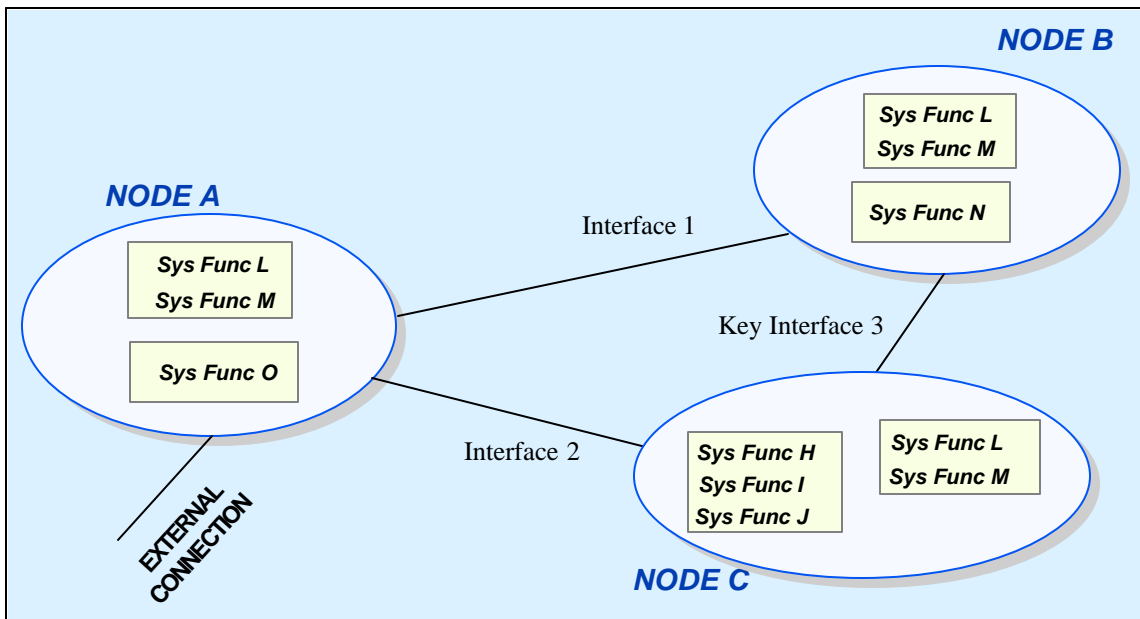 NODE B
Sys Func L
Sys Func M
Sys Func N
NODE A
Sys Func L
Sys Func M
Sys Func O
Interface 1
Key Interface 3
Interface 2
Sys Func H
Sys Func I
Sys Func J
Sys Func L
Sys Func M
NODE C
EXTERNAL
CONNECTION